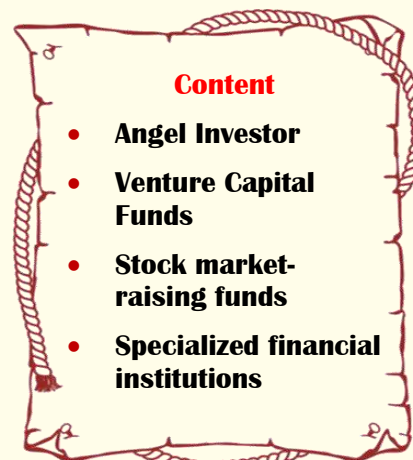 Content
• Angel Investor
• Venture Capital
Funds
• Stock market-
raising funds
• Specialized financial
institutions